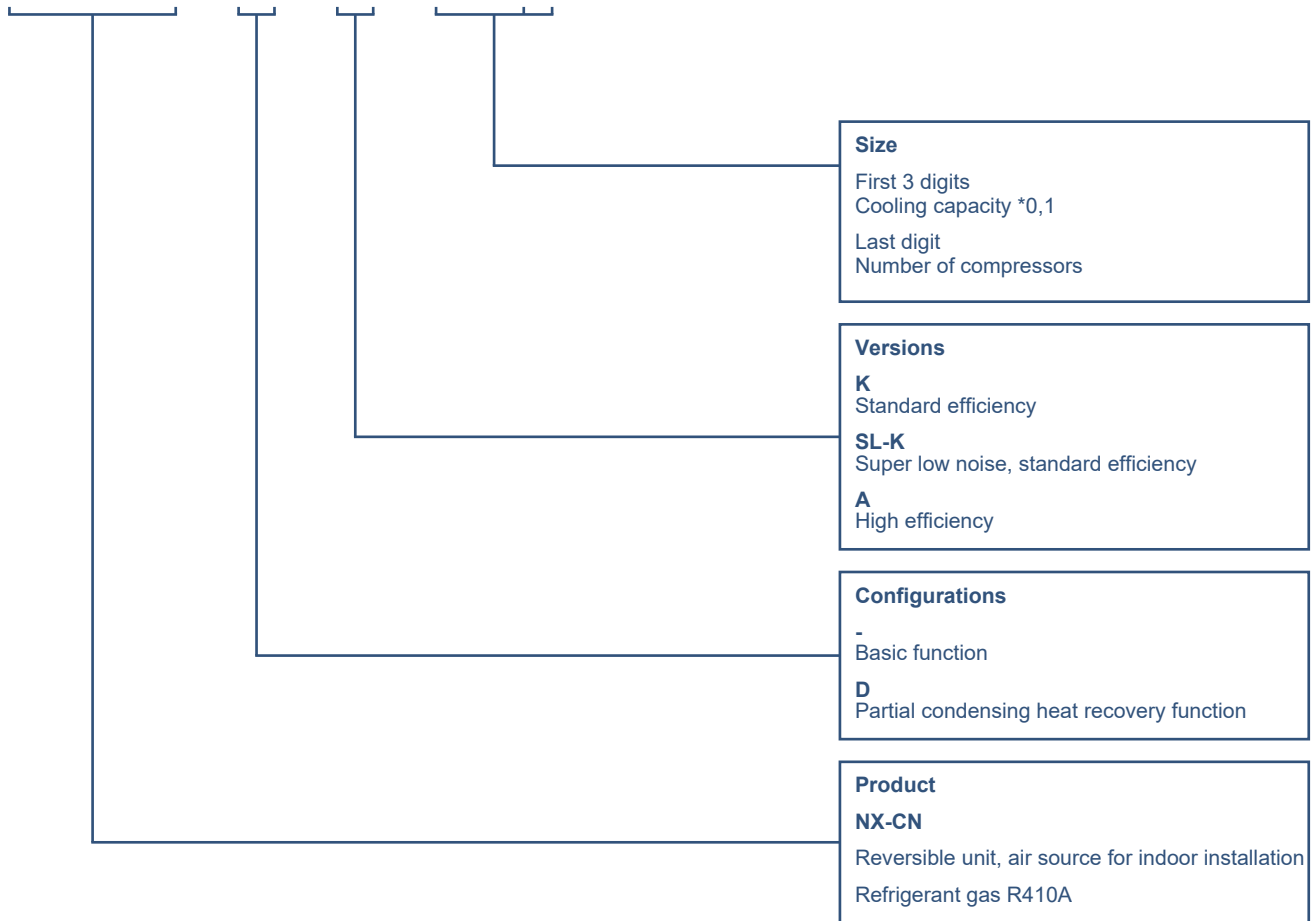 Size
First 3 digits
Cooling capacity *0,1
Last digit
Number of compressors
Versions
K
Standard efficiency
SL-K
Super low noise, standard efficiency
A
High efficiency
Configurations
-
Basic function
D
Partial condensing heat recovery function
Product
NX-CN
Reversible unit, air source for indoor installation
Refrigerant gas R410A